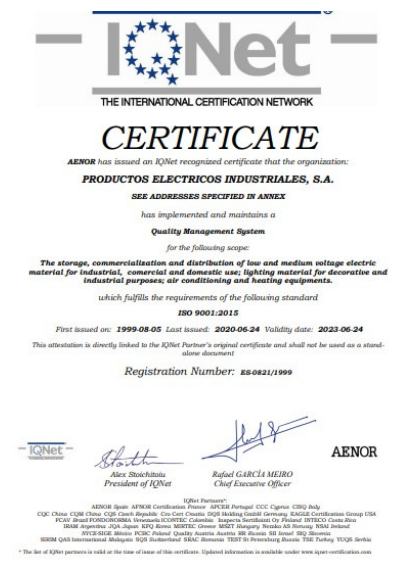 IQNet
®
THE INTERNATIONAL CERTIFICATION NETWORK
CERTIFICATE
AENOR has issued an IQNet recognized certificate that the organization:
PRODUCTOS ELECTRICOS INDUSTRIALES, S.A.
SEE ADDRESSES SPECIFIED IN ANNEX
has implemented and maintains a
Quality Management System
for the following scope:
The storage, commercialization and distribution of low and medium voltage electric
material for industrial, comercial and domestic use; lighting material for decorative and
industrial purposes; air conditioning and heating equipments.
which fulfills the requirements of the following standard
ISO 9001:2015
First issued on: 1999-08-05 Last issued: 2020-06-24 Validity date: 2023-06-24
This attestation is directly linked to the IQNet Partner's original certificate and shall not be used as a stand-
alone document
Registration Number: ES-0821/1999
IQNet
AENOR
Alex Stoichitoiu
President of IQNet
Rafael GARCÍA MEIRO
Chief Executive Officer
IQNet Partners*:
AENOR Spain AFNOR Certification France APCER Portugal CCC Cyprus CISQ Italy
CQC China CQM China CQS Czech Republic Cro Cert Croatia DQS Holding GmbH Germany EAGLE Certification Group USA
FCAV Brazil FONDONORMA Venezuela ICONTEC Colombia Inspecta Sertifiointi Oy Finland INTECO Costa Rica
IRAM Argentina JQA Japan KFQ Korea MIRTEC Greece MSZT Hungary Nemko AS Norway NSAI Ireland
NYCE-SIGE México PCBC Poland Quality Austria Austria RR Russia SII Israel SIQ Slovenia
SIRIM QAS International Malaysia SQS Switzerland SRAC Romania TEST St Petersburg Russia TSE Turkey YUQS Serbia
* The list of IQNet partners is valid at the time of issue of this certificate. Updated information is available under www.iqnet-certification.com